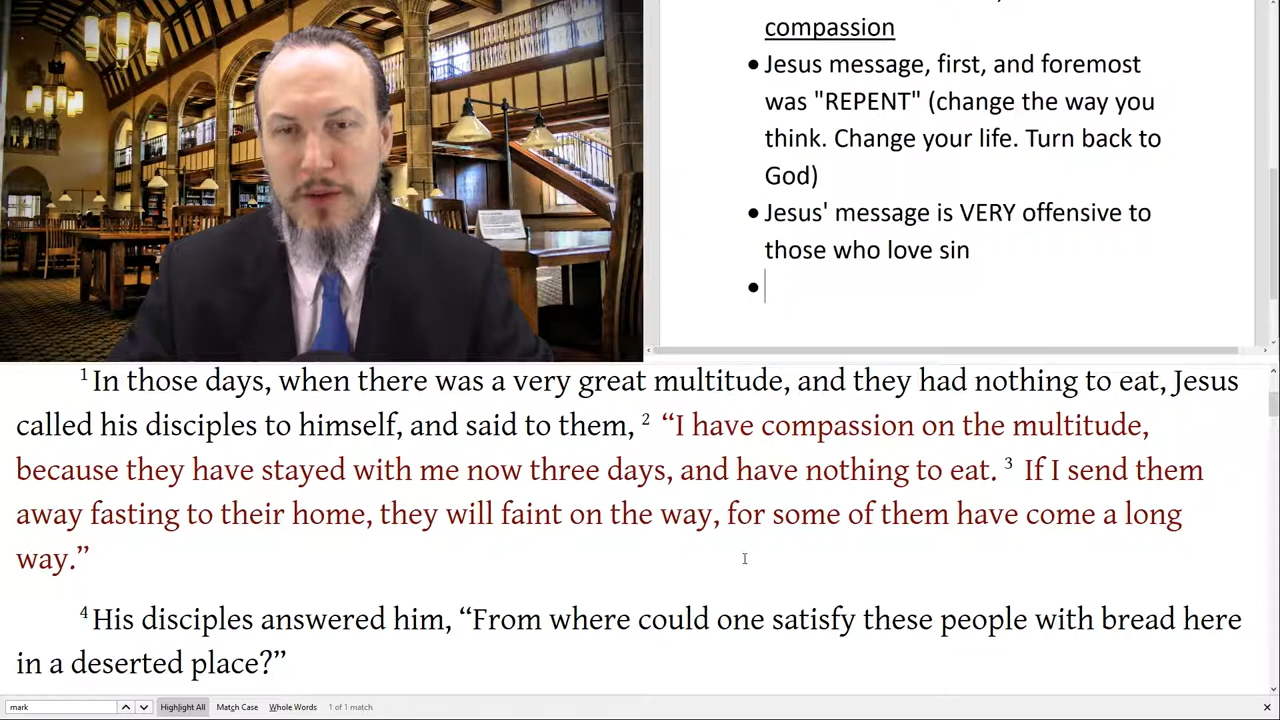 compassion
• Jesus message, first, and foremost
was "REPENT" (change the way you
think. Change your life. Turn back to
God)
• Jesus' message is VERY offensive to
those who love sin
•
1 In those days, when there was a very great multitude, and they had nothing to eat, Jesus
called his disciples to himself, and said to them, 2 “I have compassion on the multitude,
because they have stayed with me now three days, and have nothing to eat. 3 If I send them
away fasting to their home, they will faint on the way, for some of them have come a long
way.”
4 His disciples answered him, “From where could one satisfy these people with bread here
in a deserted place?”
mark Highlight All Match Case Whole Words 1 of 1 match